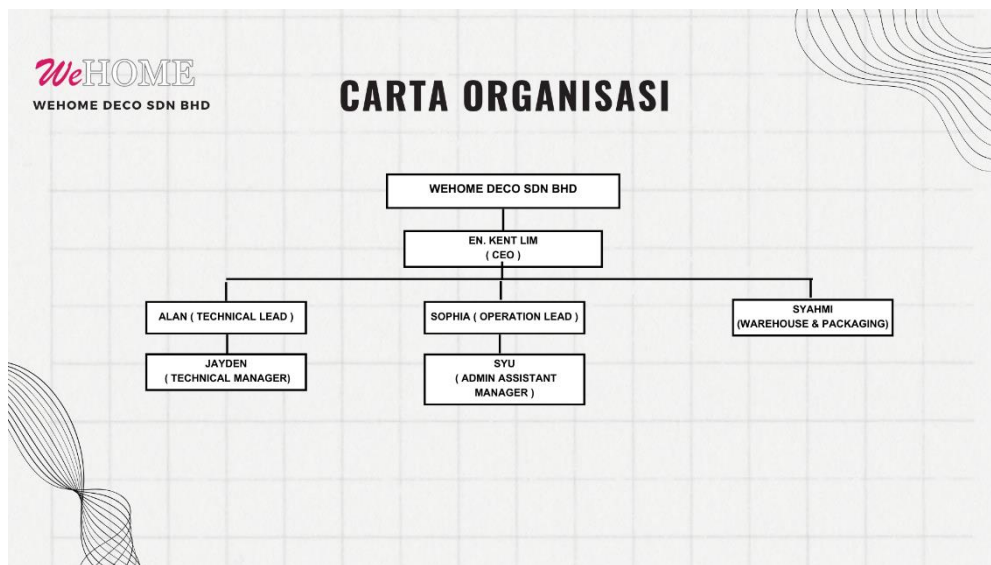 WeHOME
WEHOME DECO SDN BHD
CARTA ORGANISASI
WEHOME DECO SDN BHD
EN. KENT LIM
( CEO )
ALAN ( TECHNICAL LEAD )
SOPHIA ( OPERATION LEAD )
SYAHMI
(WAREHOUSE & PACKAGING)
JAYDEN
( TECHNICAL MANAGER)
SYU
( ADMIN ASSISTANT
MANAGER )